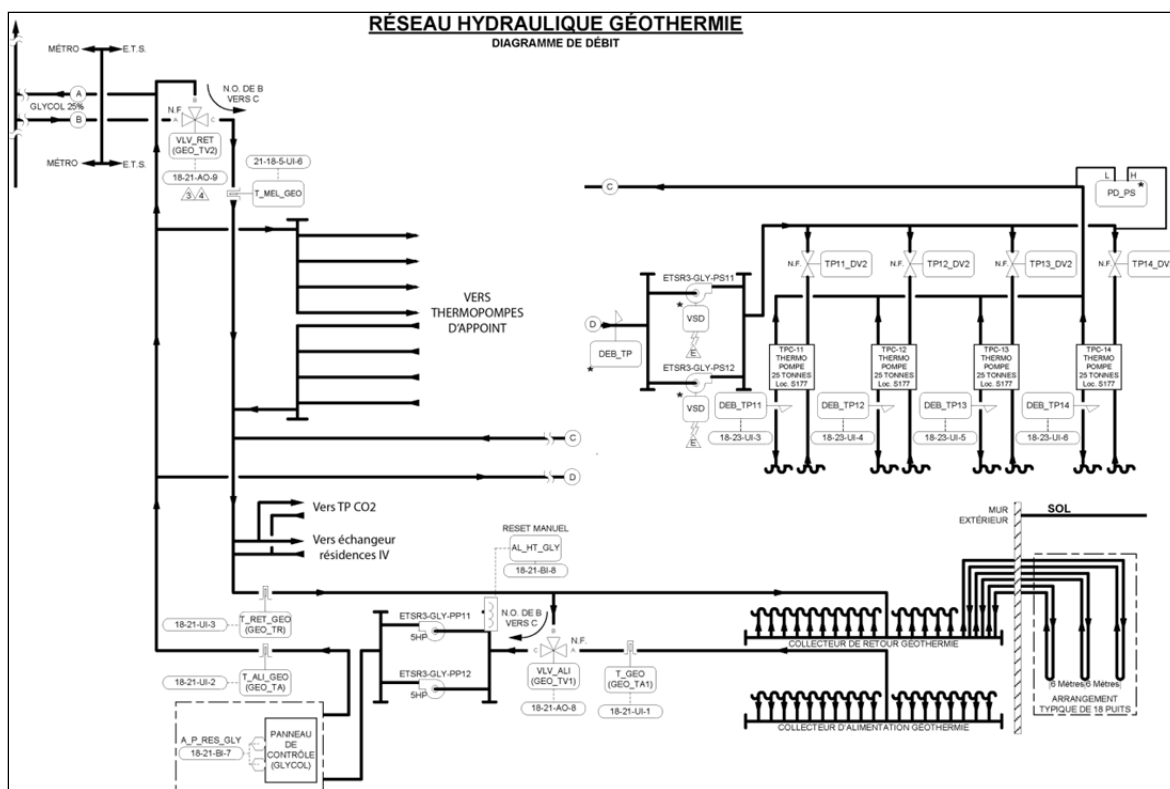 RÉSEAU HYDRAULIQUE GÉOTHERMIE
DIAGRAMME DE DÉBIT
MÉTRO
E.T.S.
A
GLYCOL 25%
B
N.O. DE B
VERS C
N.F.
B
A
C
VLV_RET
(GEO_TV2)
18-21-AO-9
3
4
MÉTRO
E.T.S.
21-18-5-UI-6
T_MEL_GEO
VERS
THERMOPOMPES
D'APPOINT
C
D
Vers TP CO2
Vers échangeur
résidences IV
C
L
H
PD_PS
*
N.F.
TP11_DV2
N.F.
TP12_DV2
N.F.
TP13_DV2
N.F.
TP14_DV
ETSR3-GLY-PS11
*
VSD
E
D
DEB_TP
*
ETSR3-GLY-PS12
*
VSD
E
TPC-11
THERMO
POMPE
25 TONNES
Loc. S177
TPC-12
THERMO
POMPE
25 TONNES
Loc. S177
TPC-13
THERMO
POMPE
25 TONNES
Loc. S177
TPC-14
THERMO
POMPE
25 TONNES
Loc. S177
DEB_TP11
18-23-UI-3
DEB_TP12
18-23-UI-4
DEB_TP13
18-23-UI-5
DEB_TP14
18-23-UI-6
MUR
EXTÉRIEUR
SOL
RESET MANUEL
AL_HT_GLY
18-21-BI-8
18-21-UI-3
T_RET_GEO
(GEO_TR)
18-21-UI-2
T_ALI_GEO
(GEO_TA)
ETSR3-GLY-PP11
5HP
ETSR3-GLY-PP12
5HP
N.O. DE B
VERS C
B
C
N.F.
A
VLV_ALI
(GEO_TV1)
18-21-AO-8
T_GEO
(GEO_TA1)
18-21-UI-1
COLLECTEUR DE RETOUR GÉOTHERMIE
COLLECTEUR D'ALIMENTATION GÉOTHERMIE
6 Mètres
6 Mètres
ARRANGEMENT
TYPIQUE DE 18 PUITS
A_P_RES_GLY
18-21-BI-7
PANNEAU
DE
CONTRÔLE
(GLYCOL)